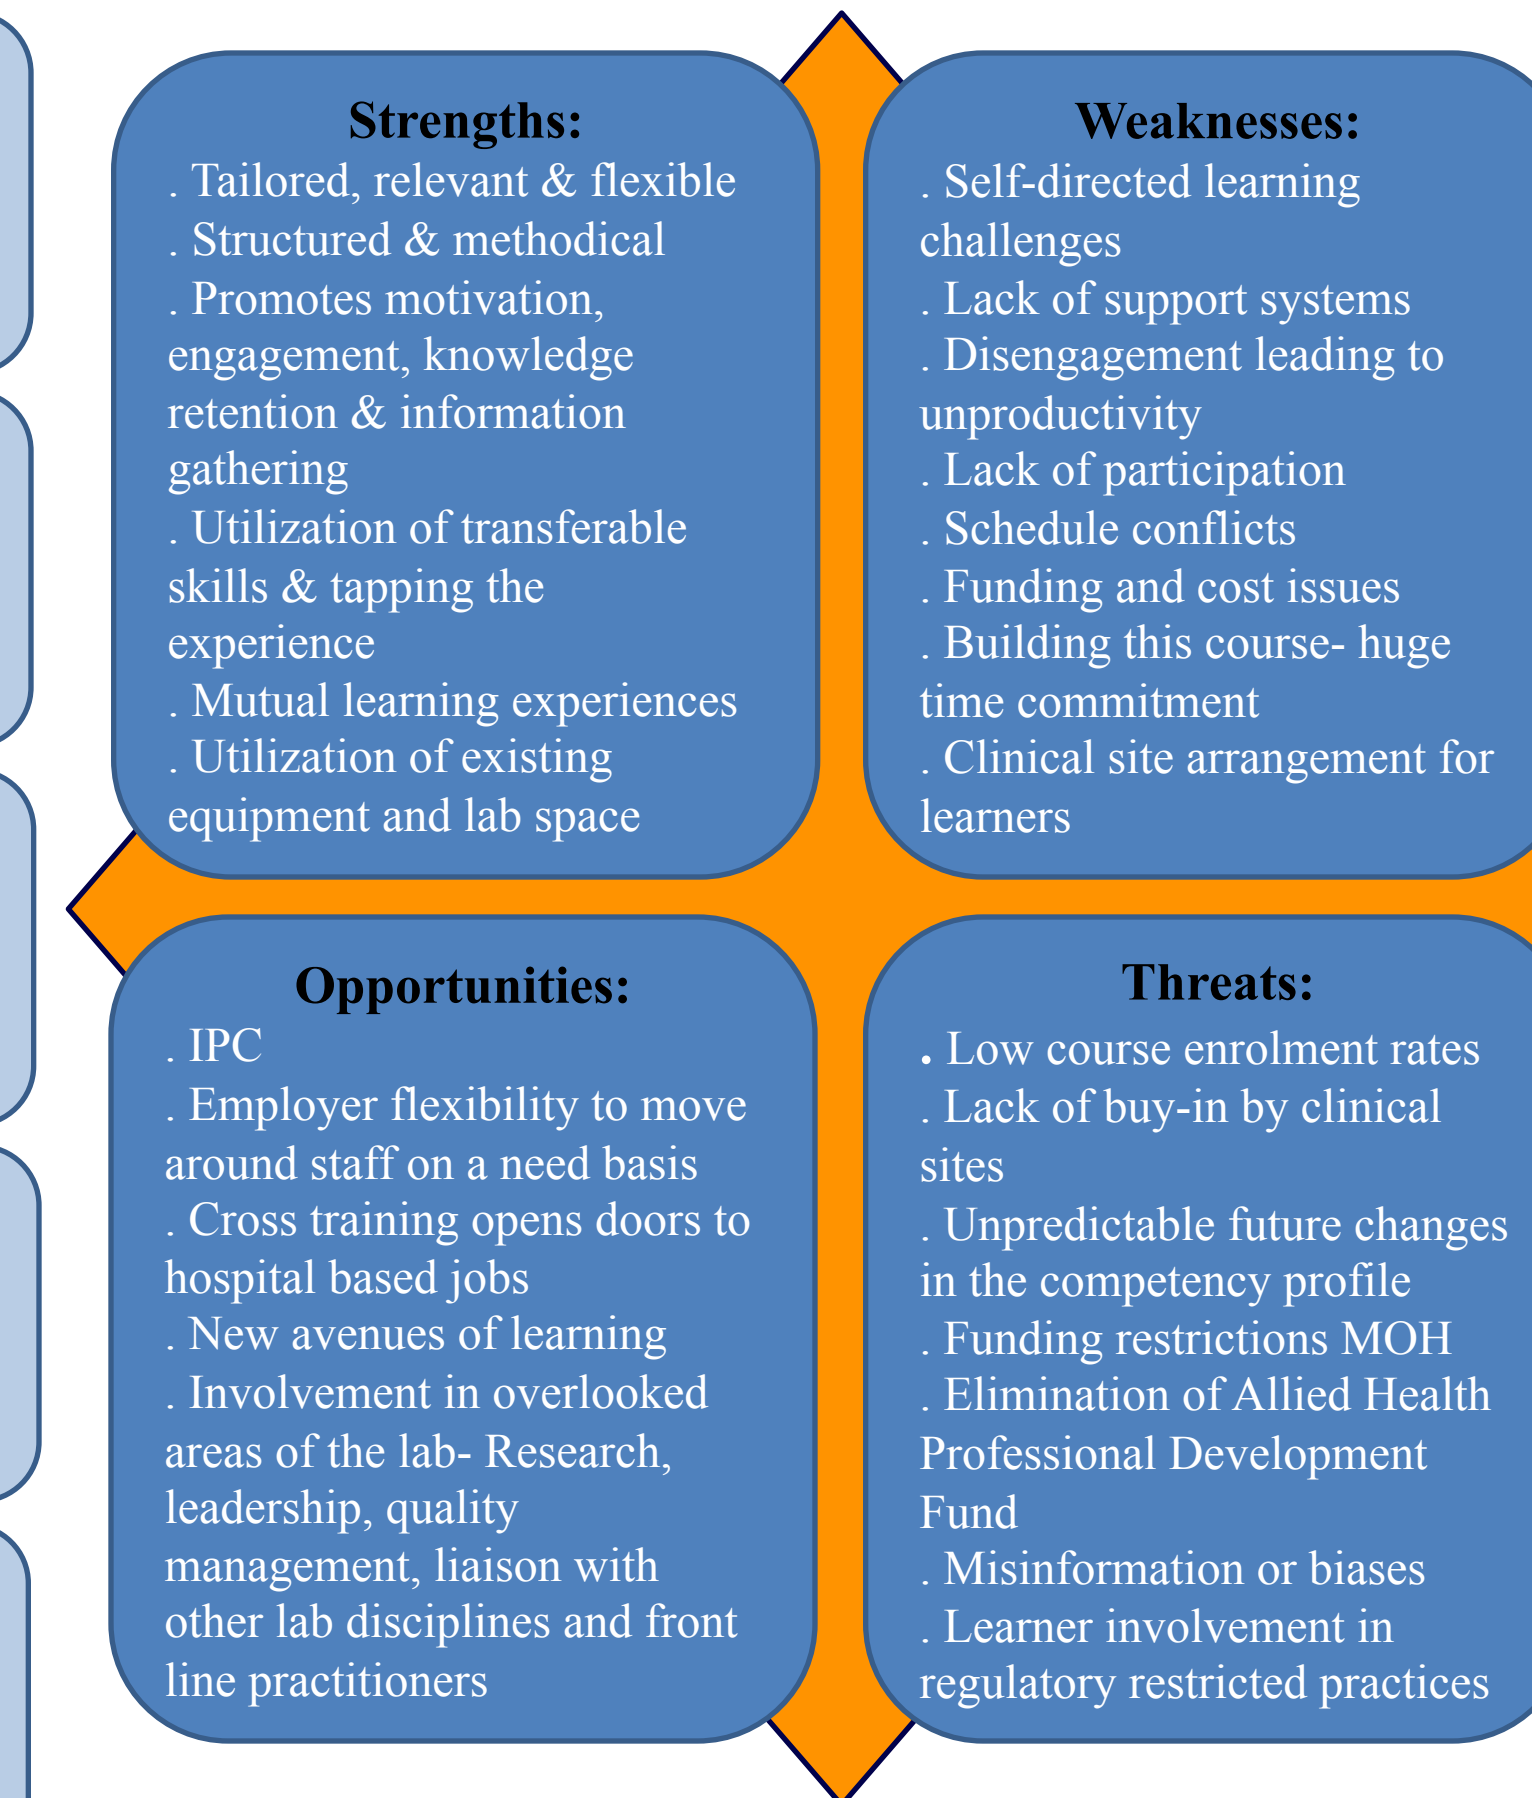 Strengths:
. Tailored, relevant & flexible
. Structured & methodical
. Promotes motivation,
engagement, knowledge
retention & information
gathering
. Utilization of transferable
skills & tapping the
experience
. Mutual learning experiences
. Utilization of existing
equipment and lab space
Weaknesses:
. Self-directed learning
challenges
. Lack of support systems
. Disengagement leading to
unproductivity
. Lack of participation
. Schedule conflicts
. Funding and cost issues
. Building this course- huge
time commitment
. Clinical site arrangement for
learners
Opportunities:
. IPC
. Employer flexibility to move
around staff on a need basis
. Cross training opens doors to
hospital based jobs
. New avenues of learning
. Involvement in overlooked
areas of the lab- Research,
leadership, quality
management, liaison with
other lab disciplines and front
line practitioners
Threats:
. Low course enrolment rates
. Lack of buy-in by clinical
sites
. Unpredictable future changes
in the competency profile
. Funding restrictions MOH
. Elimination of Allied Health
Professional Development
Fund
. Misinformation or biases
. Learner involvement in
regulatory restricted practices